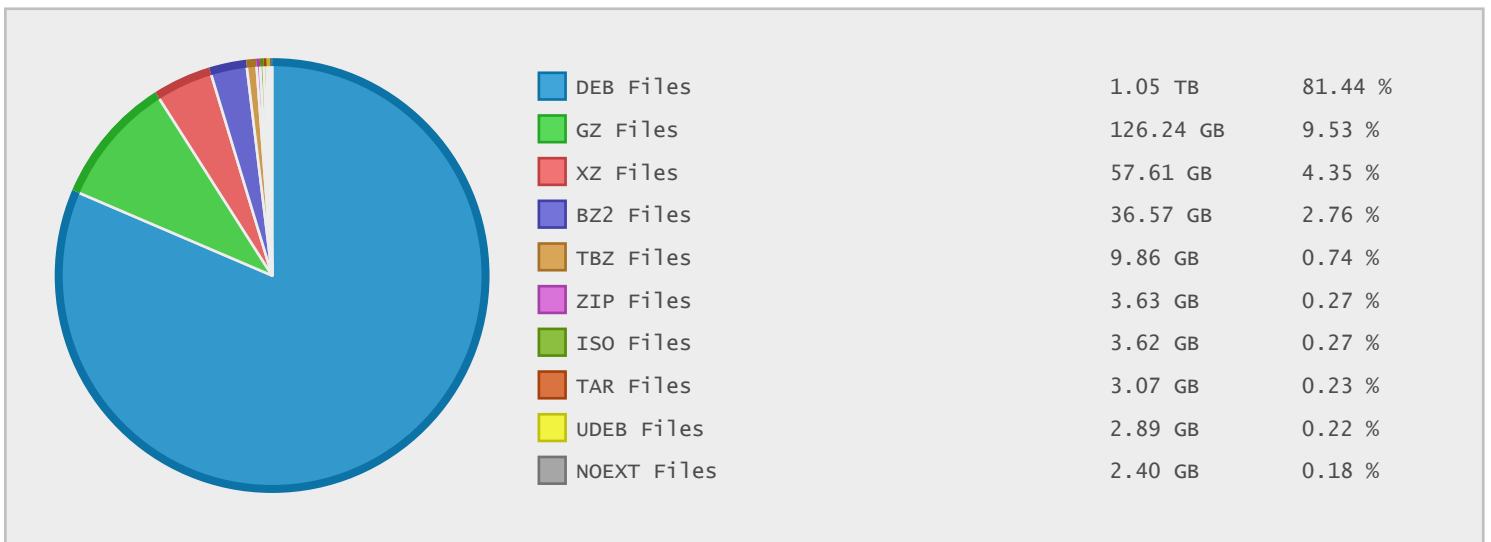 DEB Files 1.05 TB 81.44 %
GZ Files 126.24 GB 9.53 %
XZ Files 57.61 GB 4.35 %
BZ2 Files 36.57 GB 2.76 %
TBZ Files 9.86 GB 0.74 %
ZIP Files 3.63 GB 0.27 %
ISO Files 3.62 GB 0.27 %
TAR Files 3.07 GB 0.23 %
UDEB Files 2.89 GB 0.22 %
NOEXT Files 2.40 GB 0.18 %